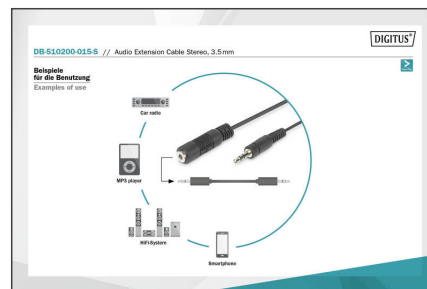 DIGITUS®
DB-510200-015-S // Audio Extension Cable Stereo, 3.5 mm
Beispiele
für die Benutzung
Examples of use
Car radio
MP3 player
HiFi-System
Smartphone